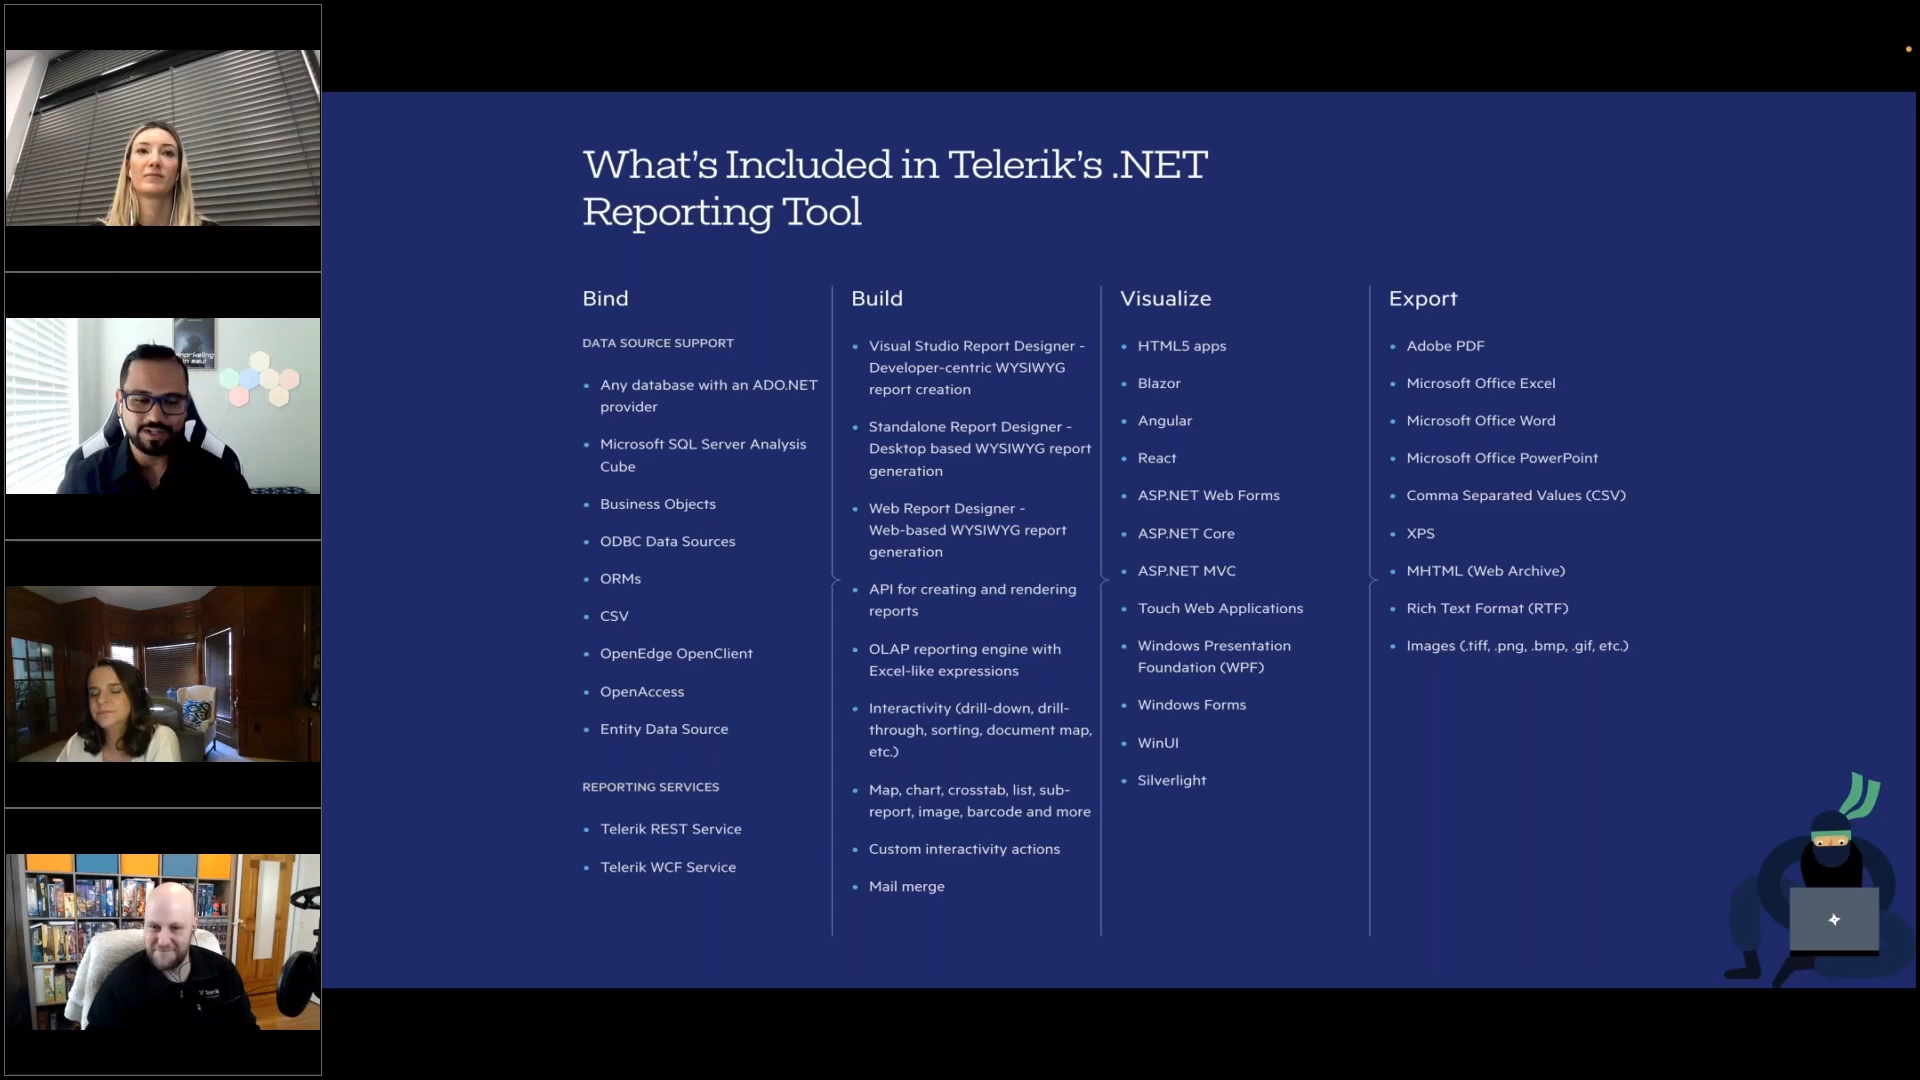 What's Included in Telerik's .NET
Reporting Tool
Bind
DATA SOURCE SUPPORT
• Any database with an ADO.NET
provider
• Microsoft SQL Server Analysis
Cube
• Business Objects
• ODBC Data Sources
• ORMs
• CSV
• OpenEdge OpenClient
• OpenAccess
• Entity Data Source
REPORTING SERVICES
• Telerik REST Service
• Telerik WCF Service
Build
• Visual Studio Report Designer -
Developer-centric WYSIWYG
report creation
• Standalone Report Designer -
Desktop based WYSIWYG report
generation
• Web Report Designer -
Web-based WYSIWYG report
generation
• API for creating and rendering
reports
• OLAP reporting engine with
Excel-like expressions
• Interactivity (drill-down, drill-
through, sorting, document map,
etc.)
• Map, chart, crosstab, list, sub-
report, image, barcode and more
• Custom interactivity actions
• Mail merge
Visualize
• HTML5 apps
• Blazor
• Angular
• React
• ASP.NET Web Forms
• ASP.NET Core
• ASP.NET MVC
• Touch Web Applications
• Windows Presentation
Foundation (WPF)
• Windows Forms
• WinUI
• Silverlight
Export
• Adobe PDF
• Microsoft Office Excel
• Microsoft Office Word
• Microsoft Office PowerPoint
• Comma Separated Values (CSV)
• XPS
• MHTML (Web Archive)
• Rich Text Format (RTF)
• Images (.tiff, .png, .bmp, .gif, etc.)